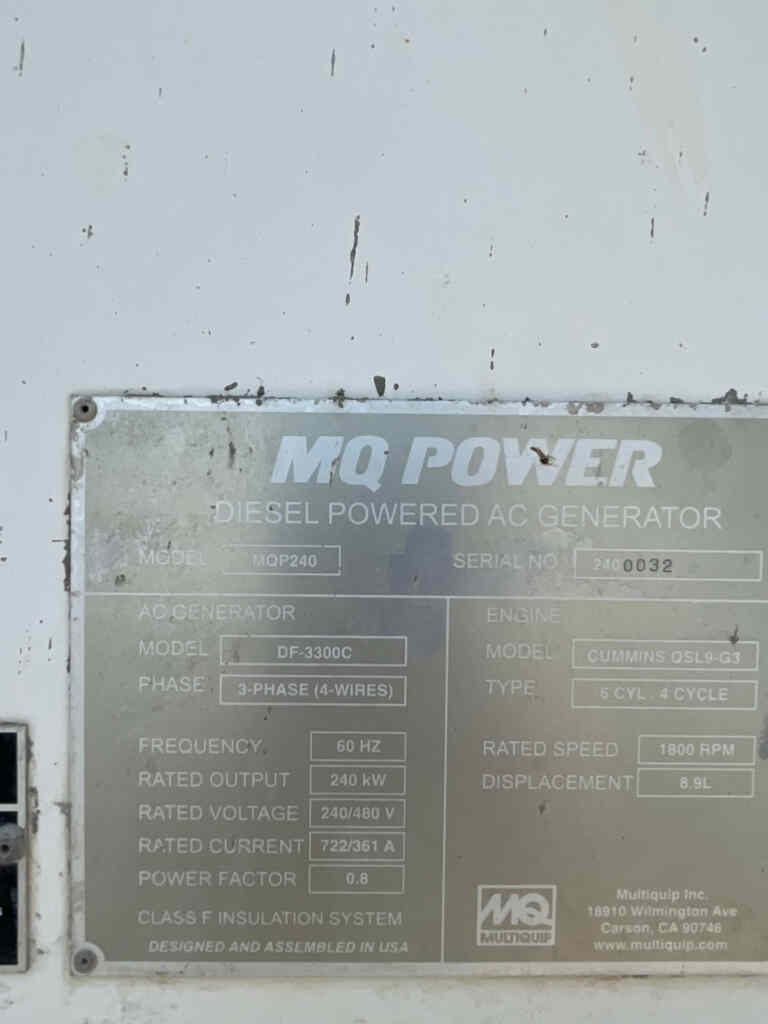 MQ POWER
DIESEL POWERED AC GENERATOR
MODEL MQP240 SERIAL NO 2400032
AC GENERATOR
MODEL DF-3300C
PHASE 3-PHASE (4-WIRES)
FREQUENCY 60 HZ
RATED OUTPUT 240 kW
RATED VOLTAGE 240/480 V
RATED CURRENT 722/361 A
POWER FACTOR 0.8
CLASS F INSULATION SYSTEM
DESIGNED AND ASSEMBLED IN USA
ENGINE
MODEL CUMMINS QSL9-G3
TYPE 6 CYL . 4 CYCLE
RATED SPEED 1800 RPM
DISPLACEMENT 8.9L
MQ
MULTIQUIP
Multiquip Inc.
18910 Wilmington Ave
Carson, CA 90746
www.multiquip.com